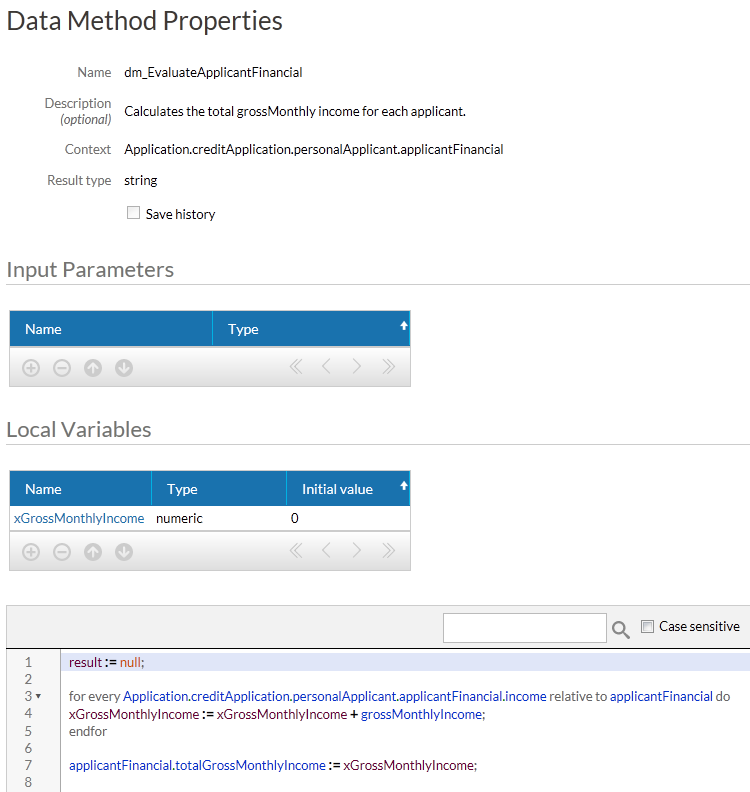 Data Method Properties
Name dm_EvaluateApplicantFinancial
Description
(optional) Calculates the total grossMonthly income for each applicant.
Context Application.creditApplication.personalApplicant.applicantFinancial
Result type string
Save history
Input Parameters
Name Type
Local Variables
Name Type Initial value
xGrossMonthlyIncome numeric 0
Case sensitive
1 result := null;
2
3 for every Application.creditApplication.personalApplicant.applicantFinancial.income relative to applicantFinancial do
4 xGrossMonthlyIncome := xGrossMonthlyIncome + grossMonthlyIncome;
5 endfor
6
7 applicantFinancial.totalGrossMonthlyIncome := xGrossMonthlyIncome;
8